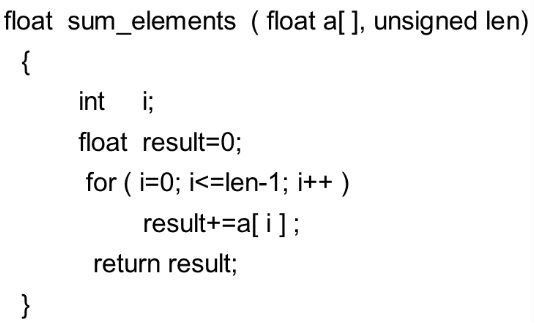 float sum_elements ( float a[ ], unsigned len)
{
int i;
float result=0;
for ( i=0; i<=len-1; i++ )
result+=a[ i ] ;
return result;
}